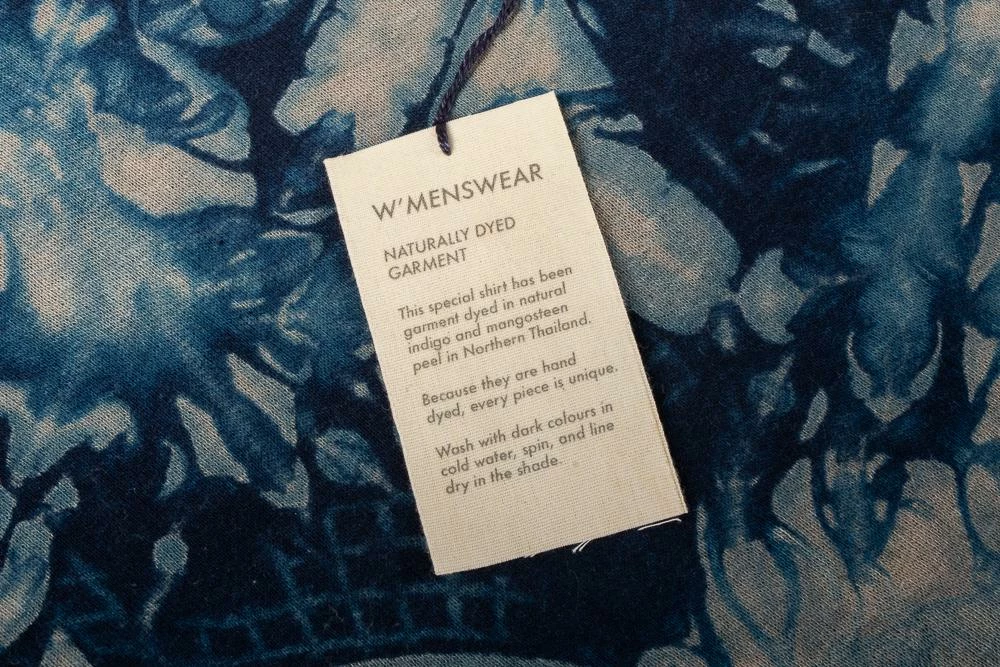 W'MENSWEAR
NATURALLY DYED
GARMENT
This special shirt has been
garment dyed in natural
indigo and mangosteen
peel in Northern Thailand.
Because they are hand
dyed, every piece is unique.
Wash with dark colours in
cold water, spin, and line
dry in the shade.